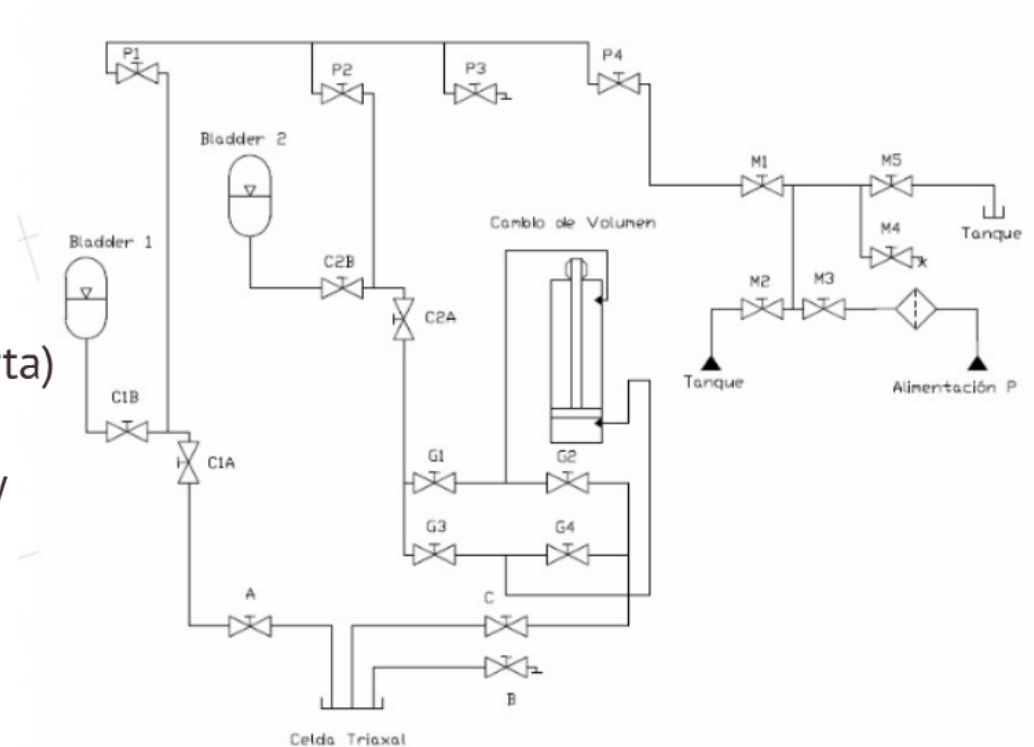 P1
P2
P3
P4
Bladder 2
M1
M5
Cambio de Volumen
Tanque
Bladder 1
C2B
M4
C2A
M2
M3
rta)
Tanque
Alimentación P
C1B
C1A
G1
G2
y
G3
G4
A
C
B
Celda Triaxal